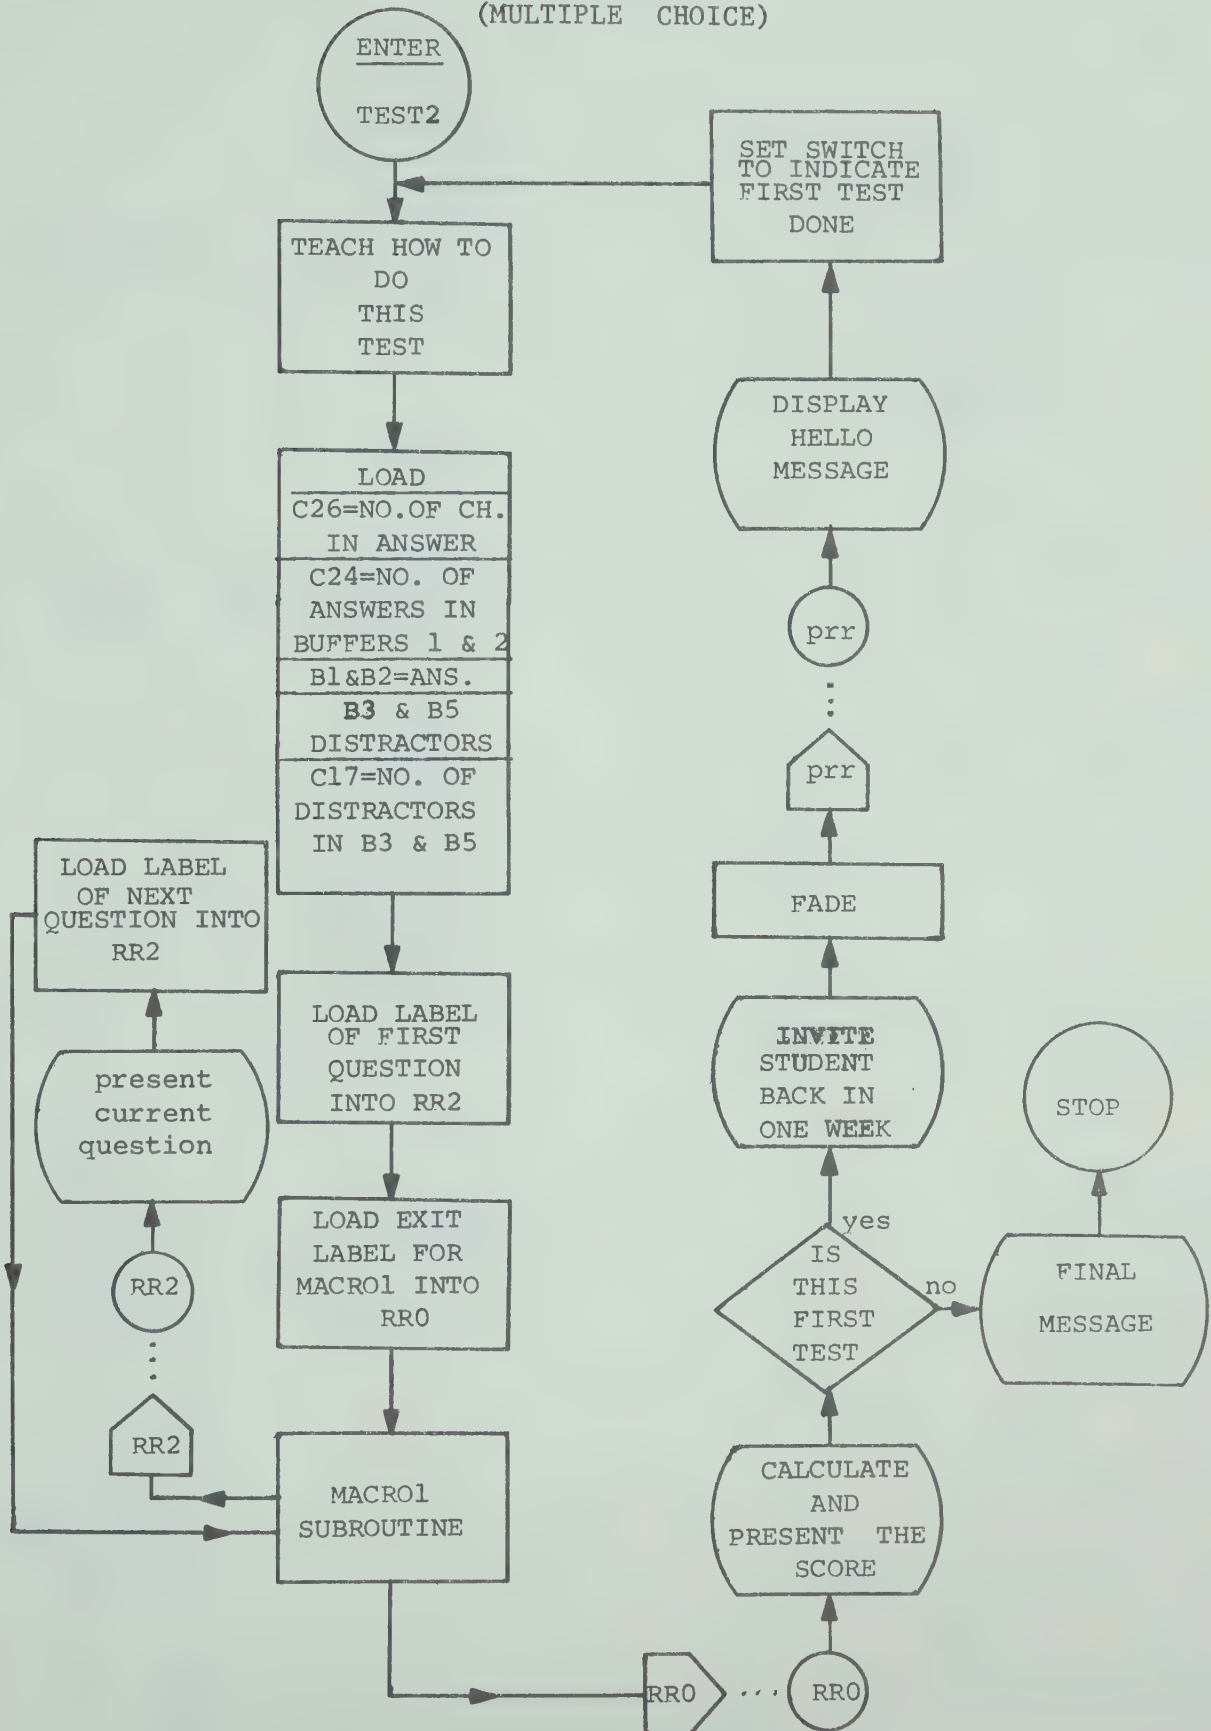 (MULTIPLE CHOICE)
ENTER
TEST2
SET SWITCH
TO INDICATE
FIRST TEST
DONE
TEACH HOW TO
DO
THIS
TEST
DISPLAY
HELLO
MESSAGE
LOAD
C26=NO.OF CH.
IN ANSWER
C24=NO. OF
ANSWERS IN
BUFFERS 1 & 2
B1&B2=ANS.
B3 & B5
DISTRACTORS
C17=NO. OF
DISTRACTORS
IN B3 & B5
prr
prr
LOAD LABEL
OF NEXT
QUESTION INTO
RR2
FADE
LOAD LABEL
OF FIRST
QUESTION
INTO RR2
INVITE
STUDENT
BACK IN
ONE WEEK
STOP
present
current
question
LOAD EXIT
LABEL FOR
MACRO1 INTO
RR0
yes
IS
THIS
FIRST
TEST
no
FINAL
MESSAGE
RR2
RR2
MACRO1
SUBROUTINE
CALCULATE
AND
PRESENT THE
SCORE
RR0
RR0